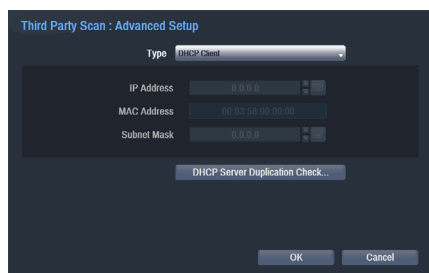 Third Party Scan : Advanced Setup
Type DHCP Client
IP Address 0.0.0.0
MAC Address 00:03:58:00:00:00
Subnet Mask 0.0.0.0
DHCP Server Duplication Check...
OK Cancel